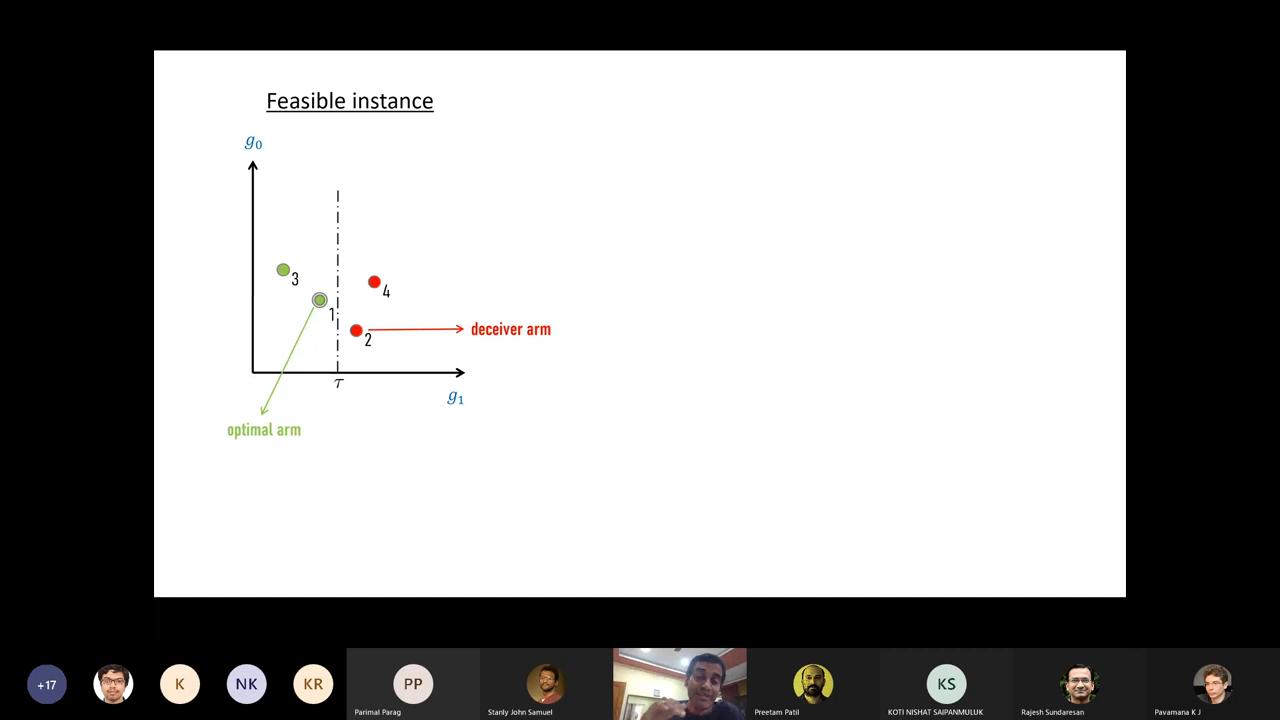 Feasible instance
g₀
3
4
1
deceiver arm
2
τ
g₁
optimal arm
+17
K
NK
KR
PP
KS
Parimal Parag
Stanly John Samuel
Preetam Patil
KOTI NISHAT SAIPANMULUK
Rajesh Sundaresan
Pavamana K J